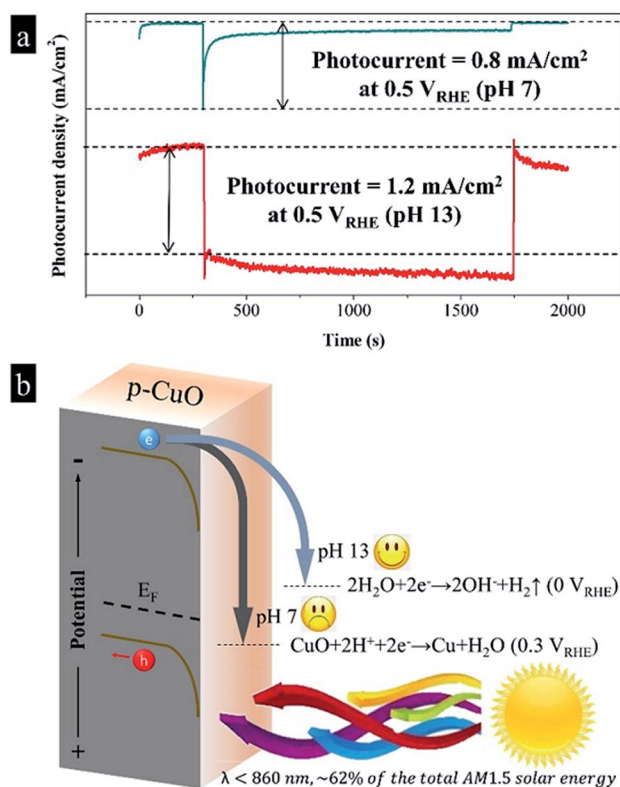 a
Photocurrent density (mA/cm²)
Photocurrent = 0.8 mA/cm²
at 0.5 V_RHE (pH 7)
Photocurrent = 1.2 mA/cm²
at 0.5 V_RHE (pH 13)
0 500 1000 1500 2000
Time (s)
b
p-CuO
e
-
Potential
+
E_F
h
pH 13
2H₂O+2e⁻→2OH⁻+H₂↑ (0 V_RHE)
pH 7
CuO+2H⁺+2e⁻→Cu+H₂O (0.3 V_RHE)
λ < 860 nm, ~62% of the total AM1.5 solar energy